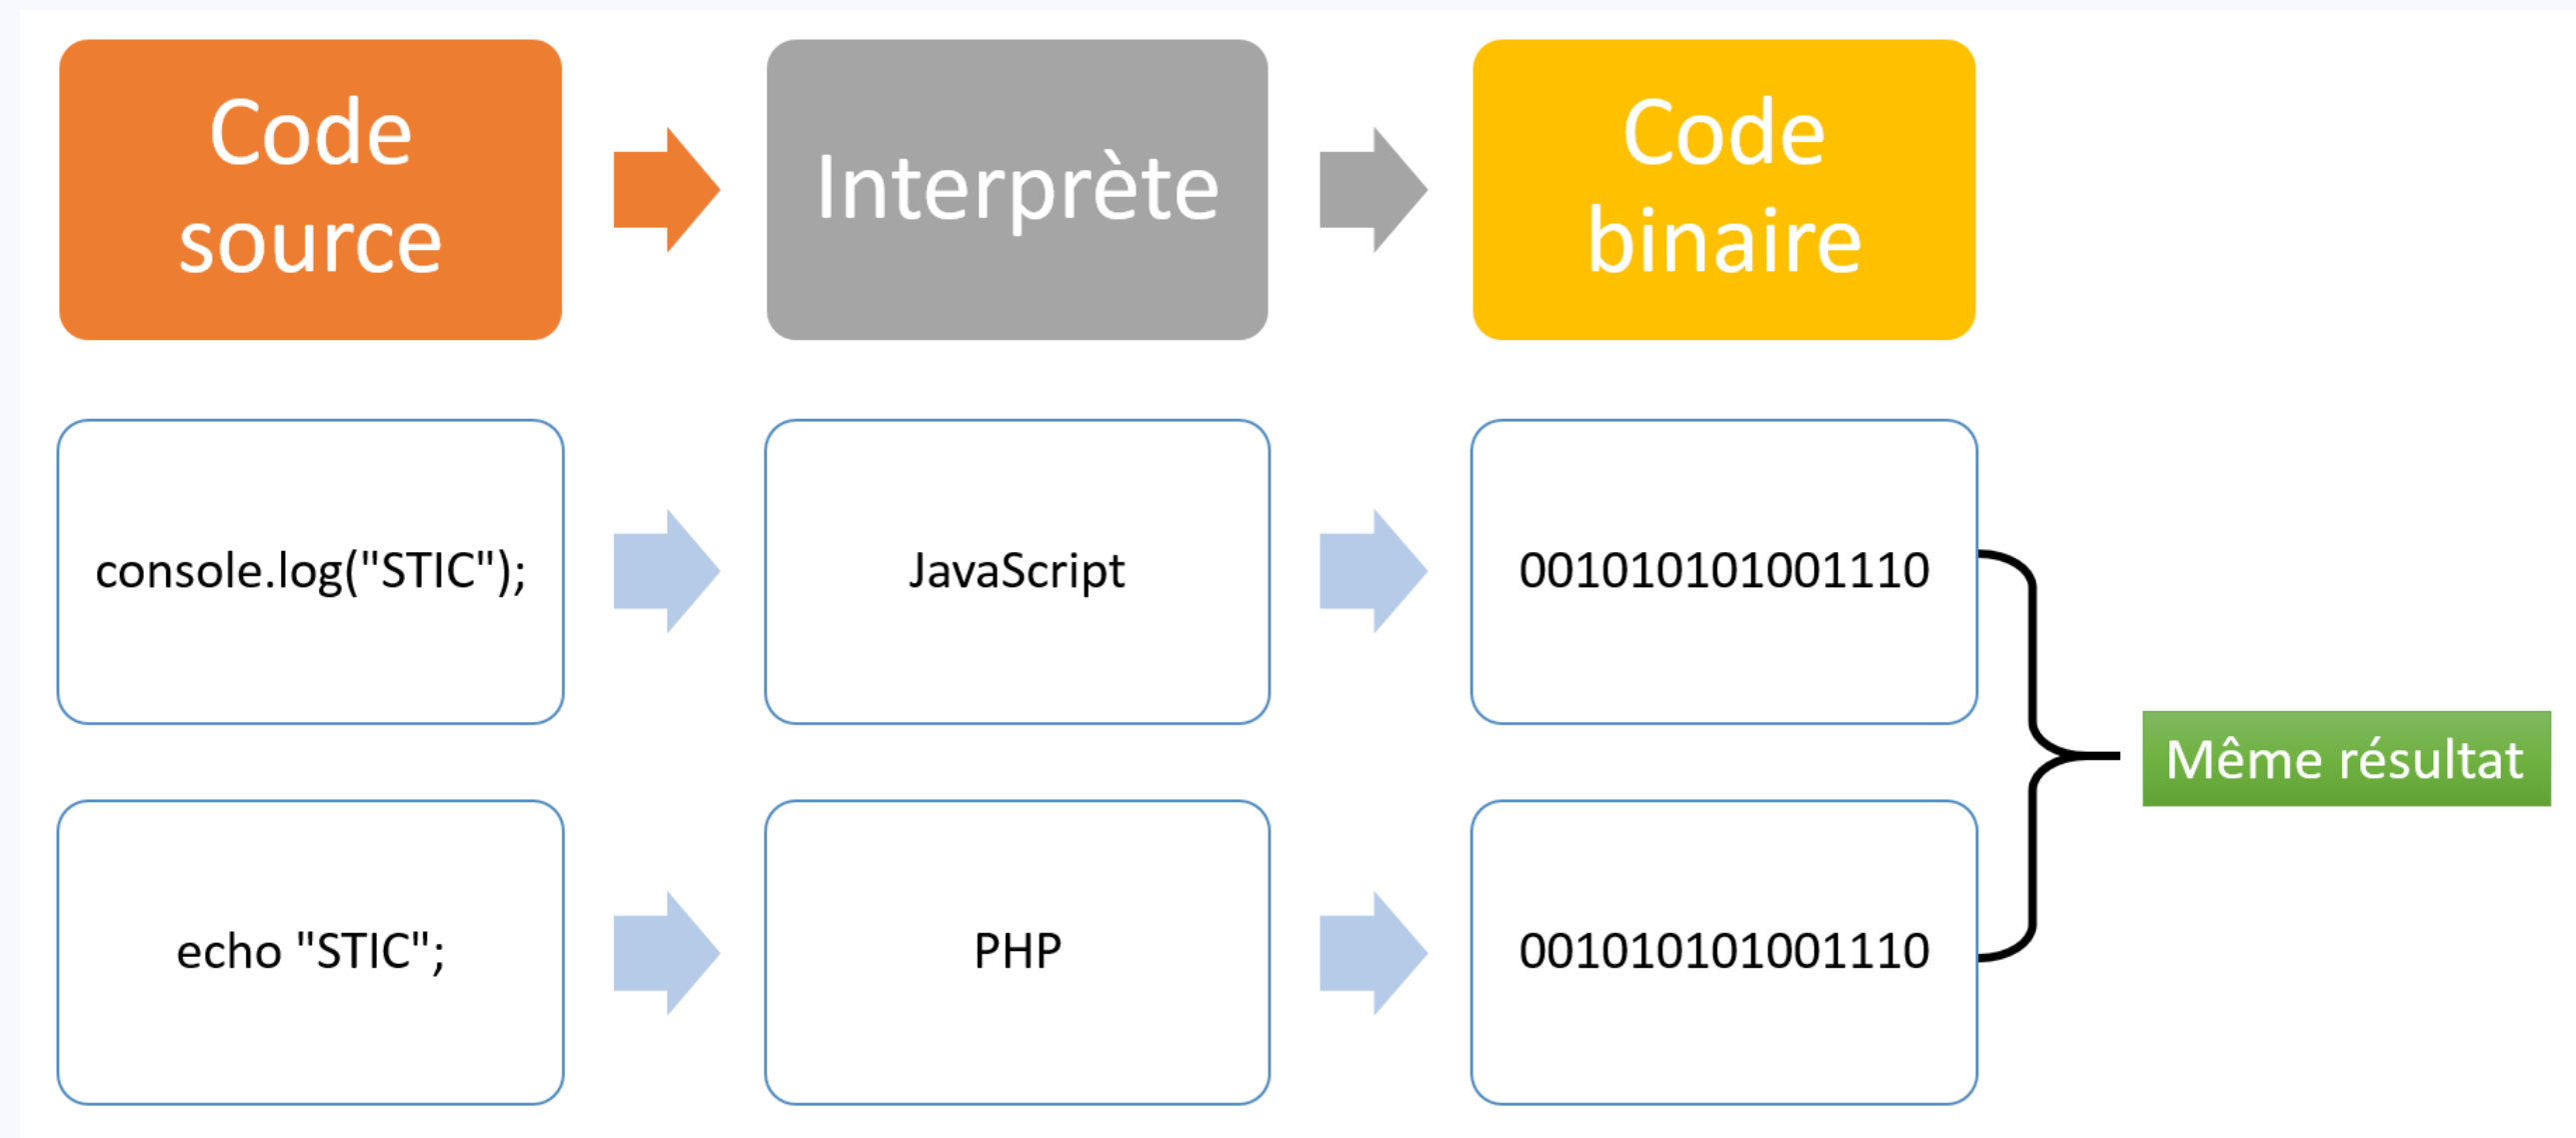 Code
source
Interprète
Code
binaire
console.log("STIC");
JavaScript
001010101001110
echo "STIC";
PHP
001010101001110
Même résultat